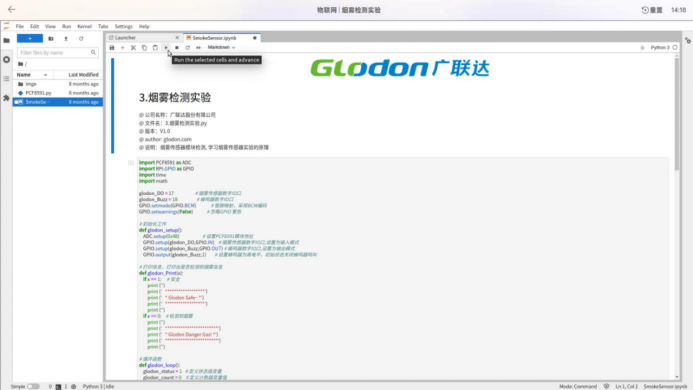 物联网 | 烟雾检测实验
重置 14:18
File Edit View Run Kernel Tabs Settings Help
Launcher
SmokeSensor.ipynb
Markdown
Python 3
Run the selected cells and advance
Filter files by name
/
Name Last Modified
imge 8 months ago
PCF8591.py 8 months ago
SmokeSe... 8 months ago
GLodon广联达
3.烟雾检测实验
@ 公司名称：广联达股份有限公司
@ 文件名：3.烟雾检测实验.py
@ 版本：V1.0
@ author: glodon.com
@ 说明：烟雾传感器模块检测, 学习烟雾传感器实验的原理
import PCF8591 as ADC
import RPi.GPIO as GPIO
import time
import math
glodon_DO = 17 # 烟雾传感器数字IO口
glodon_Buzz = 18 # 蜂鸣器数字IO口
GPIO.setmode(GPIO.BCM) # 管脚映射，采用BCM编码
GPIO.setwarnings(False) # 忽略GPIO 警告
# 初始化工作
def glodon_setup():
ADC.setup(0x48) # 设置PCF8591模块地址
GPIO.setup(glodon_DO,GPIO.IN) # 烟雾传感器数字IO口,设置为输入模式
GPIO.setup(glodon_Buzz,GPIO.OUT) # 蜂鸣器数字IO口,设置为输出模式
GPIO.output(glodon_Buzz,1) # 设置蜂鸣器为高电平，初始状态关闭蜂鸣器鸣叫
# 打印信息，打印出是否检测到烟雾信息
def glodon_Print(x):
if x == 1: # 安全
print ('')
print (' ******************')
print (' * Glodon Safe~ *')
print (' ******************')
print ('')
if x == 0: # 检测到烟雾
print ('')
print (' ************************')
print (' * Glodon Danger Gas! *')
print (' ************************')
print ('')
# 循环函数
def glodon_loop():
glodon_status = 1 # 定义状态值变量
glodon_count = 0 # 定义计数器变量值
Simple 0 1 Python 3 | Idle Mode: Command Ln 1, Col 1 SmokeSensor.ipynb